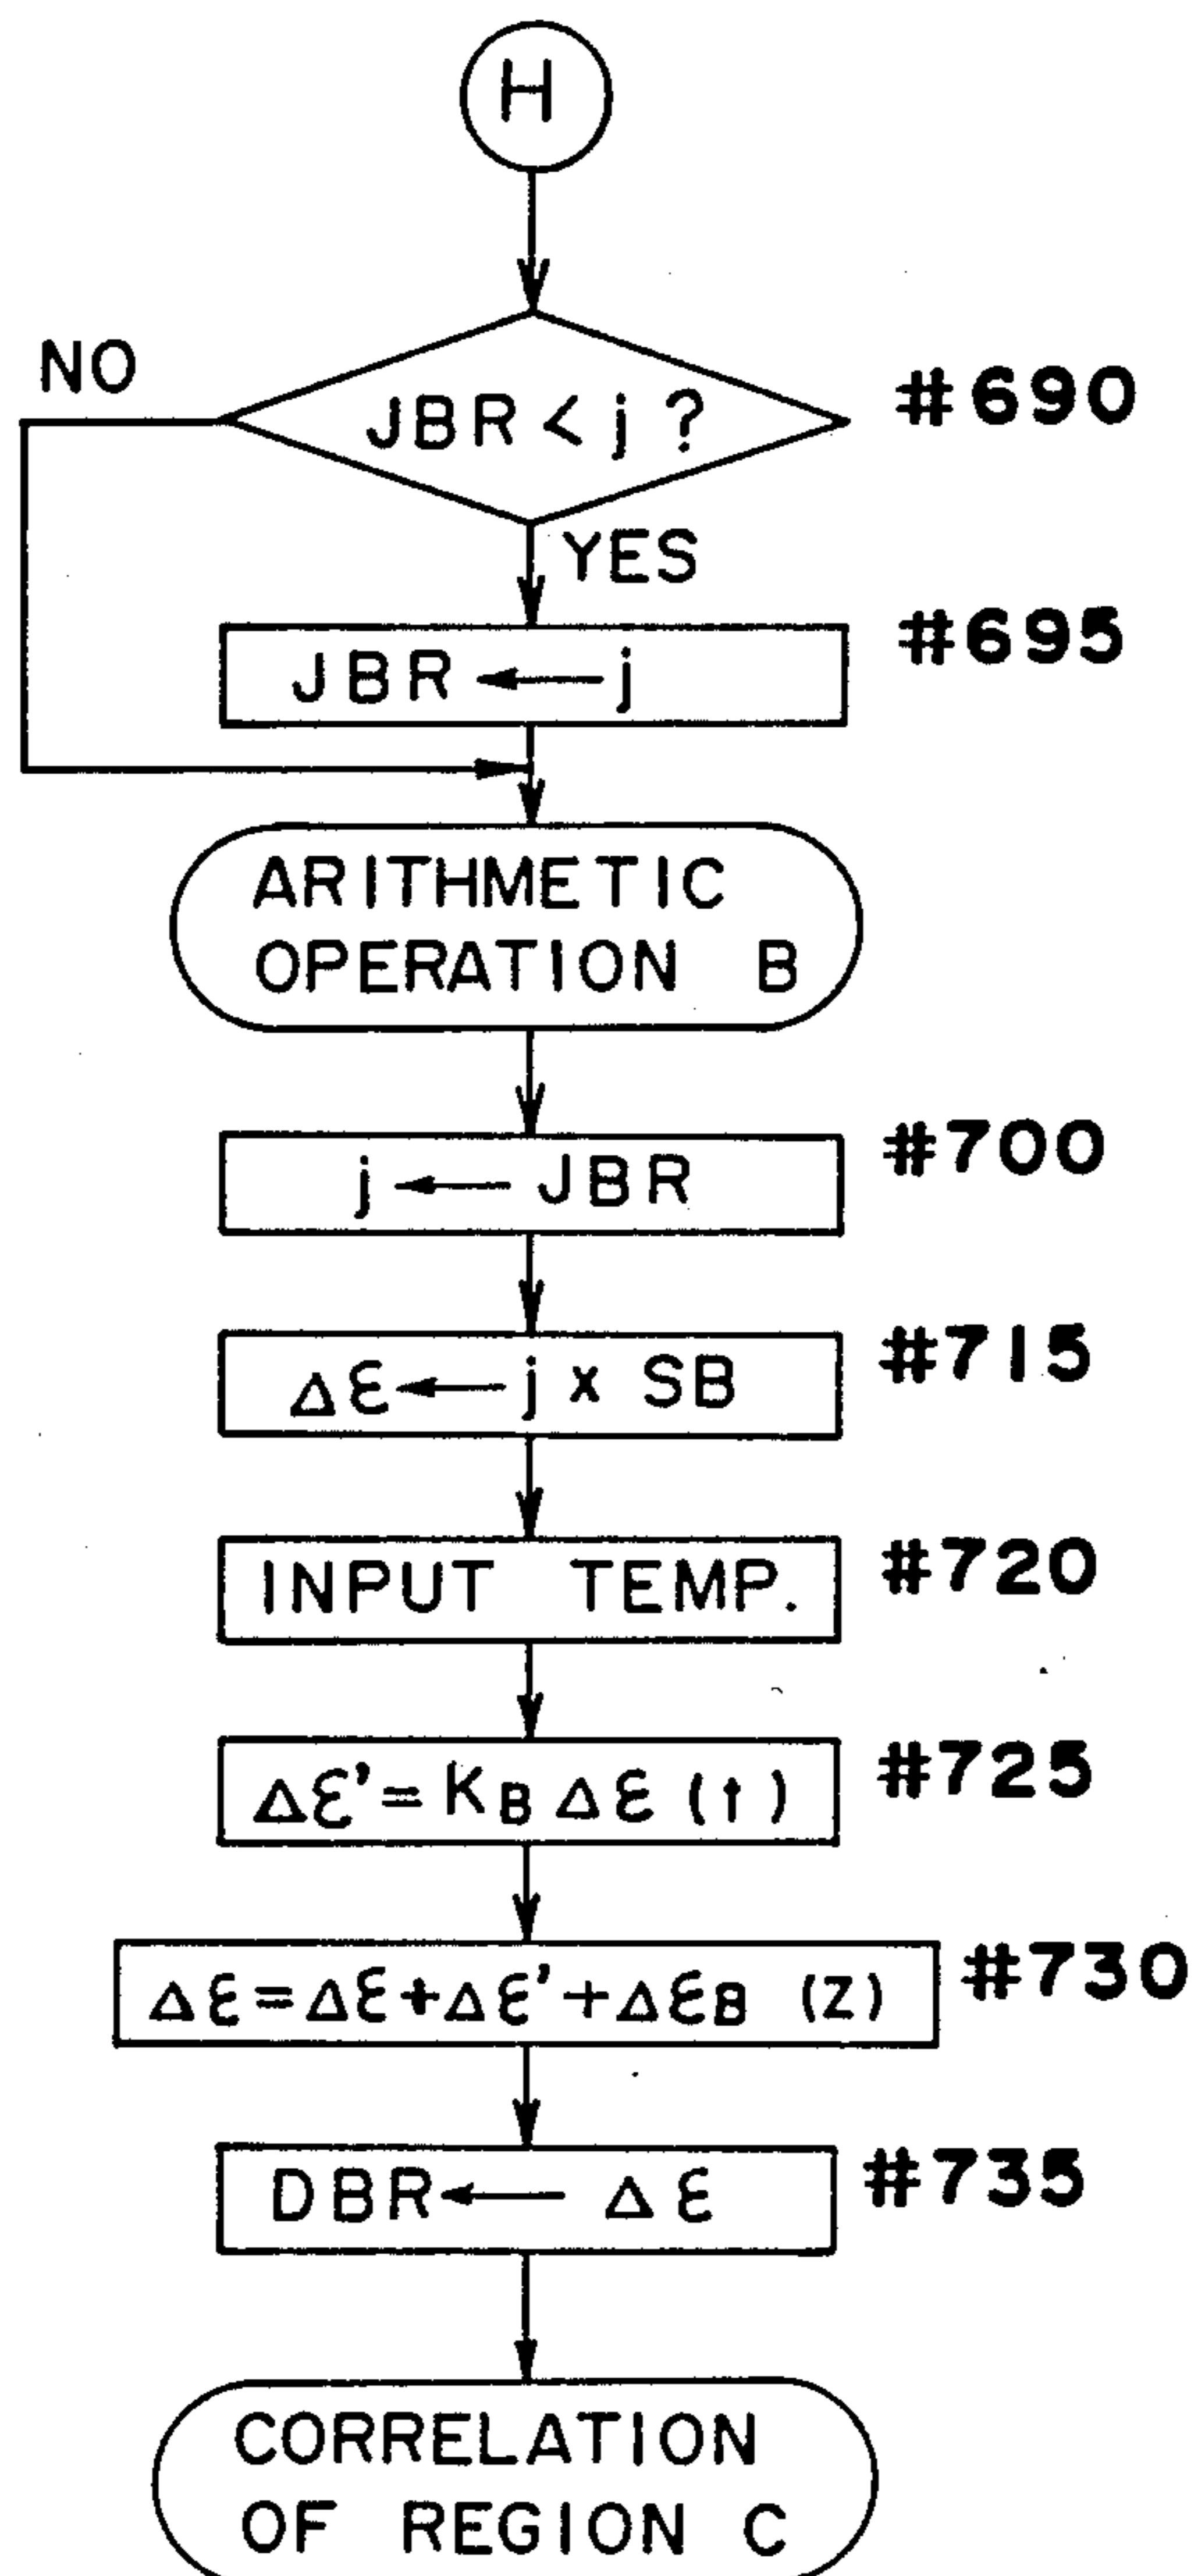 H
NO
JBR < j ?
#690
YES
JBR ← j
#695
ARITHMETIC
OPERATION B
j ← JBR
#700
Δε ← j x SB
#715
INPUT TEMP.
#720
Δε' = KB Δε (t)
#725
Δε = Δε + Δε' + ΔεB (Z)
#730
DBR ← Δε
#735
CORRELATION
OF REGION C